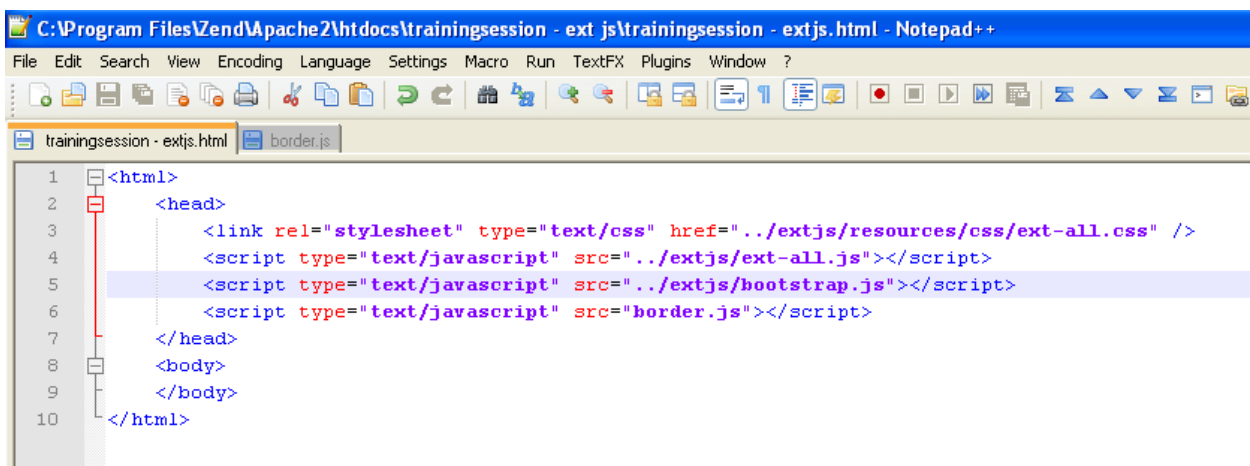 C:\Program Files\Zend\Apache2\htdocs\trainingsession - ext js\trainingsession - extjs.html - Notepad++
File Edit Search View Encoding Language Settings Macro Run TextFX Plugins Window ?
trainingsession - extjs.html border.js
1 <html>
2 <head>
3 <link rel="stylesheet" type="text/css" href="../extjs/resources/css/ext-all.css" />
4 <script type="text/javascript" src="../extjs/ext-all.js"></script>
5 <script type="text/javascript" src="../extjs/bootstrap.js"></script>
6 <script type="text/javascript" src="border.js"></script>
7 </head>
8 <body>
9 </body>
10 </html>